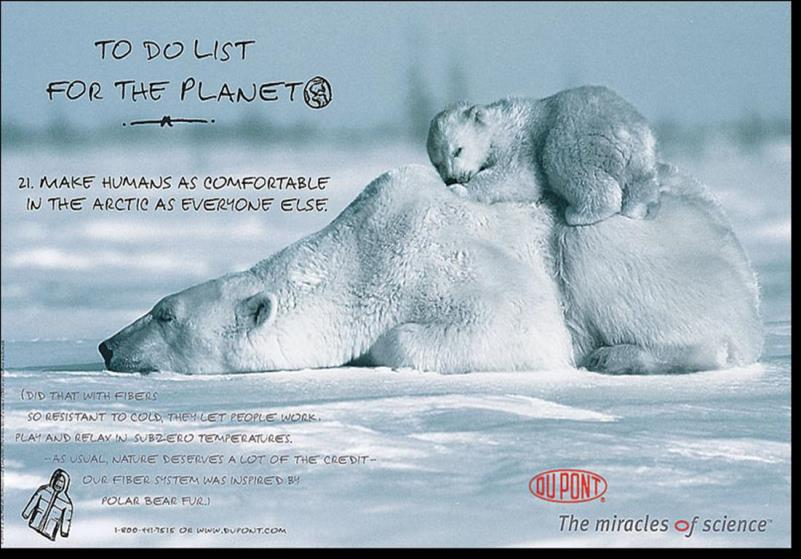 TO DO LIST
FOR THE PLANET
21. MAKE HUMANS AS COMFORTABLE
IN THE ARCTIC AS EVERYONE ELSE.
(DID THAT WITH FIBERS
SO RESISTANT TO COLD, THEY LET PEOPLE WORK,
PLAY AND RELAX IN SUBZERO TEMPERATURES.
–AS USUAL, NATURE DESERVES A LOT OF THE CREDIT–
OUR FIBER SYSTEM WAS INSPIRED BY
POLAR BEAR FUR.)
1-800-441-7515 OR WWW.DUPONT.COM
DUPONT®
The miracles of science™